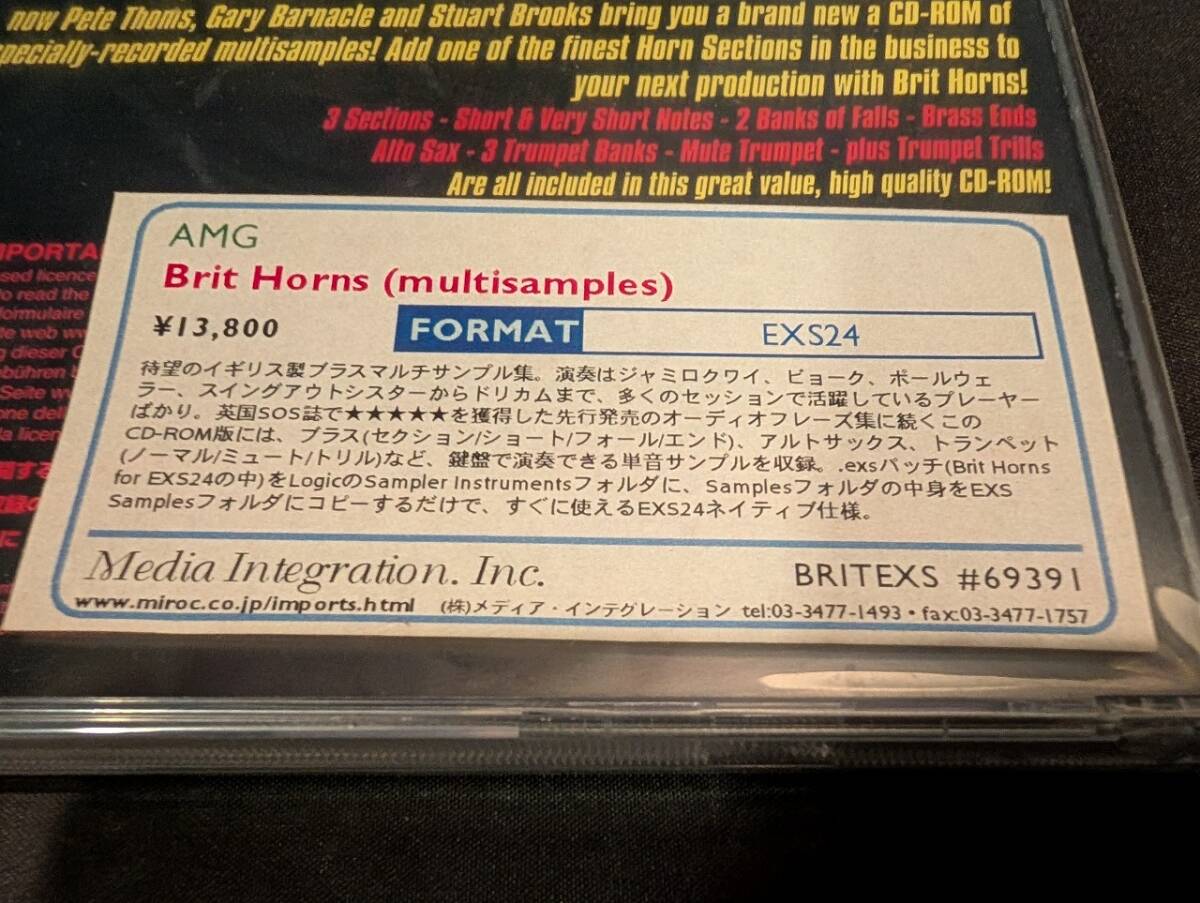 now Pete Thoms, Gary Barnacle and Stuart Brooks bring you a brand new a CD-ROM of
pecially-recorded multisamples! Add one of the finest Horn Sections in the business to
your next production with Brit Horns!
3 Sections - Short & Very Short Notes - 2 Banks of Falls - Brass Ends
Alto Sax - 3 Trumpet Banks - Mute Trumpet - plus Trumpet Trills
Are all included in this great value, high quality CD-ROM!
IMPORTA
sed licence
o read the
formulaire
te web ww
g dieser C
ebühren b
Seite ww
one dell
la licen
AMG
Brit Horns (multisamples)
¥13,800
FORMAT
EXS24
待望のイギリス製ブラスマルチサンプル集。演奏はジャミロクワイ、ビョーク、ポールウェ
ラー、スイングアウトシスターからドリカムまで、多くのセッションで活躍しているプレーヤー
ばかり。英国SOS誌で★★★★★を獲得した先行発売のオーディオフレーズ集に続くこの
CD-ROM版には、ブラス(セクション/ショート/フォール/エンド)、アルトサックス、トランペット
(ノーマル/ミュート/トリル)など、鍵盤で演奏できる単音サンプルを収録。.exsパッチ(Brit Horns
for EXS24の中)をLogicのSampler Instrumentsフォルダに、Samplesフォルダの中身をEXS
Samplesフォルダにコピーするだけで、すぐに使えるEXS24ネイティブ仕様。
Media Integration. Inc.
BRITEXS #69391
www.miroc.co.jp/imports.html (株)メディア・インテグレーション tel:03-3477-1493・fax:03-3477-1757